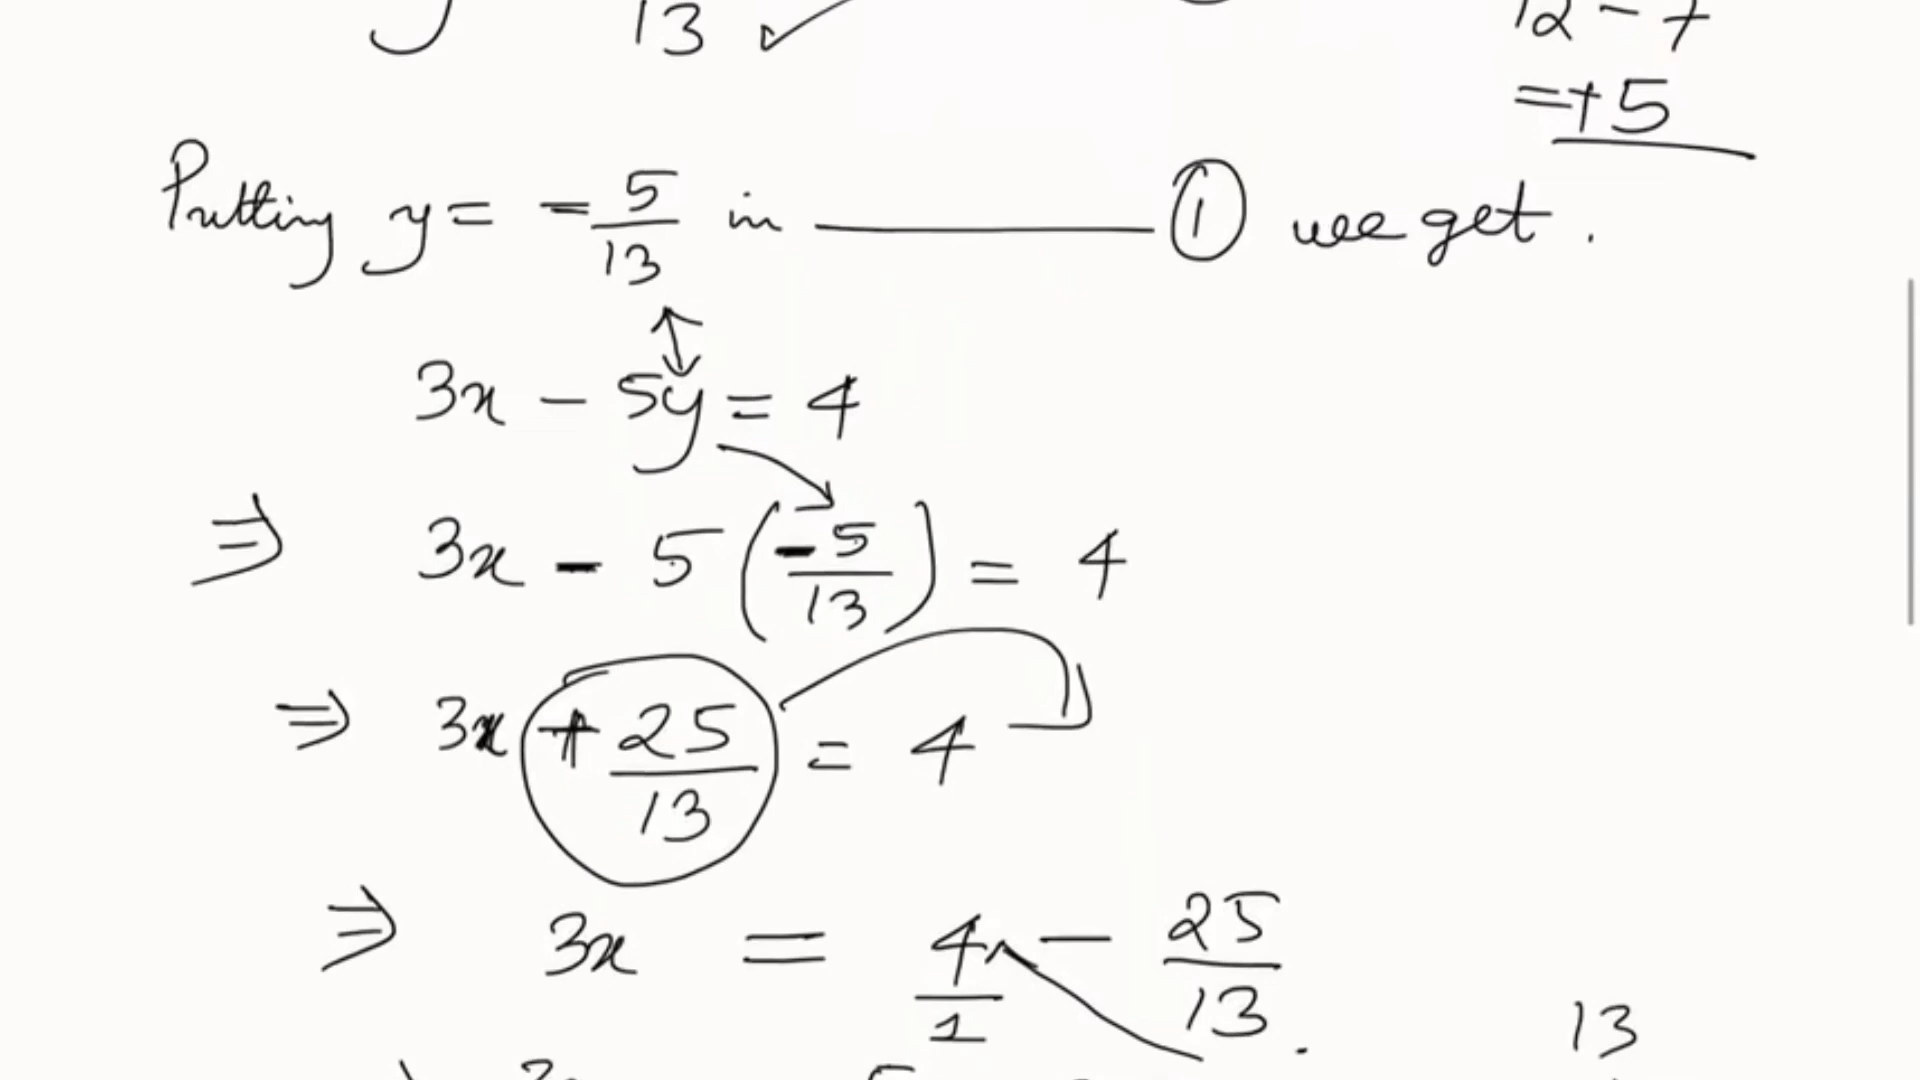 y 13 ✓ 12 - 7
= +5
Putting y = -5/13 in ——— ① we get.
3x - 5y = 4
⇒ 3x - 5(-5/13) = 4
⇒ 3x + 25/13 = 4
⇒ 3x = 4/1 - 25/13.
13